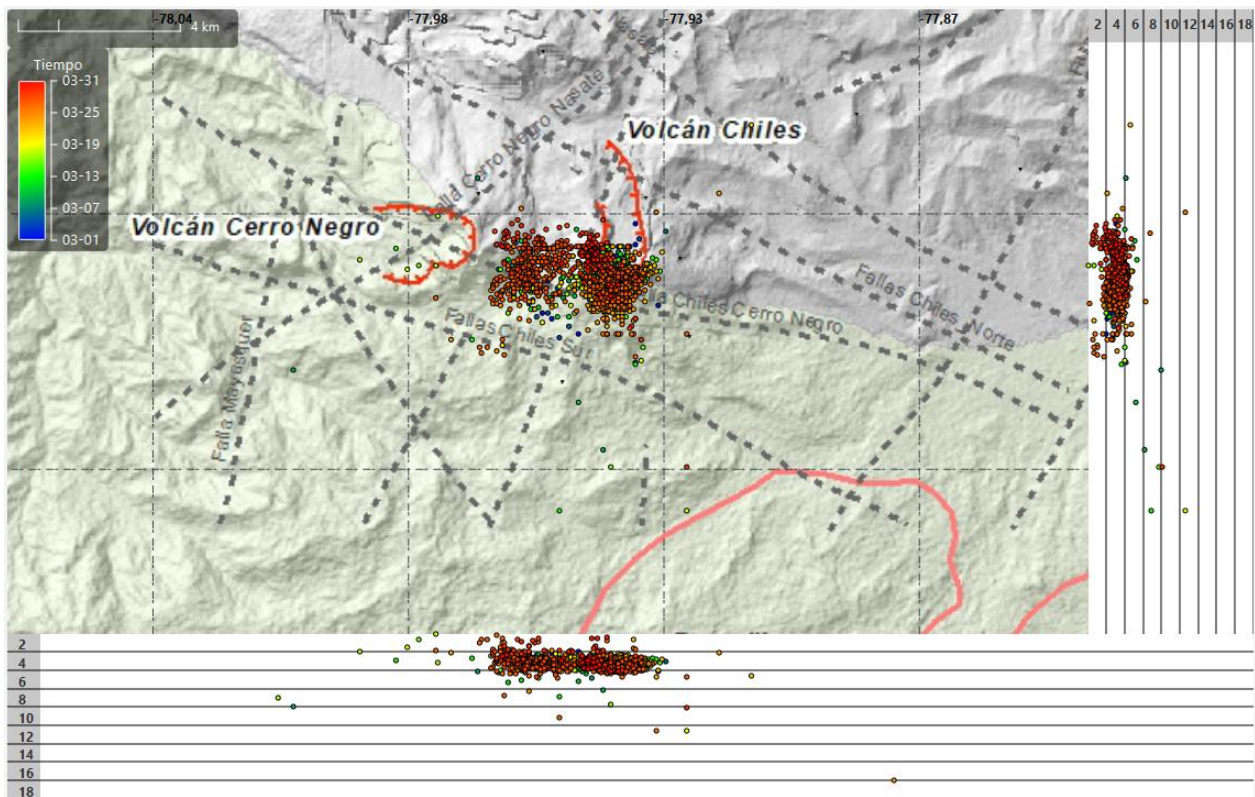 -78,04
-77,98
-77,93
-77,87
4 km
2 4 6 8 10 12 14 16 18
Tiempo
03-31
03-25
03-19
03-13
03-07
03-01
Falla Cerro Negro Nasate
Volcán Chiles
Volcán Cerro Negro
Fallas Chiles Norte
Chiles Cerro Negro
Fallas Chiles Sur
Falla Mayasquer
2
4
6
8
10
12
14
16
18